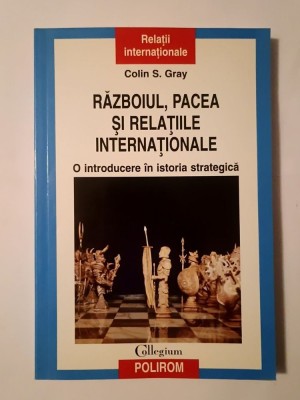 Relații
internaționale
Colin S. Gray
RĂZBOIUL, PACEA
ȘI RELAȚIILE
INTERNAȚIONALE
O introducere în istoria strategică
Collegium
POLIROM